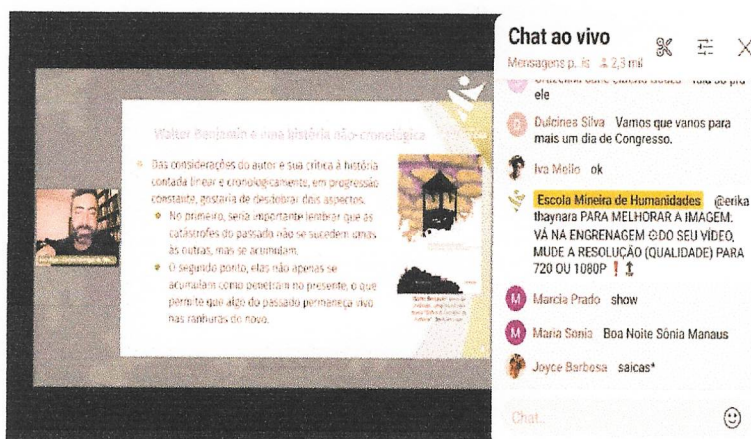 Walter Benjamin e uma história não-cronológica
Das considerações do autor e sua crítica à história
contada linear e cronologicamente, em progressão
constante, gostaria de desdobrar dois aspectos.
No primeiro, seria importante lembrar que as
catástrofes do passado não se sucedem umas
às outras, mas se acumulam.
O segundo ponto, elas não apenas se
acumulam como penetram no presente, o que
permite que algo do passado permaneça vivo
nas ranhuras do novo.
Chat ao vivo
Mensagens p. 2,3 mil
ele
D Dulcinea Silva Vamos que vanos para
mais um dia de Congresso.
Iva Mello ok
Escola Mineira de Humanidades @erika
thaynara PARA MELHORAR A IMAGEM:
VÁ NA ENGRENAGEM ⚙DO SEU VÍDEO,
MUDE A RESOLUÇÃO (QUALIDADE) PARA
720 OU 1080P ❗ ↥
M Marcia Prado show
M Maria Sonia Boa Noite Sônia Manaus
Joyce Barbosa saicas*
Chat...